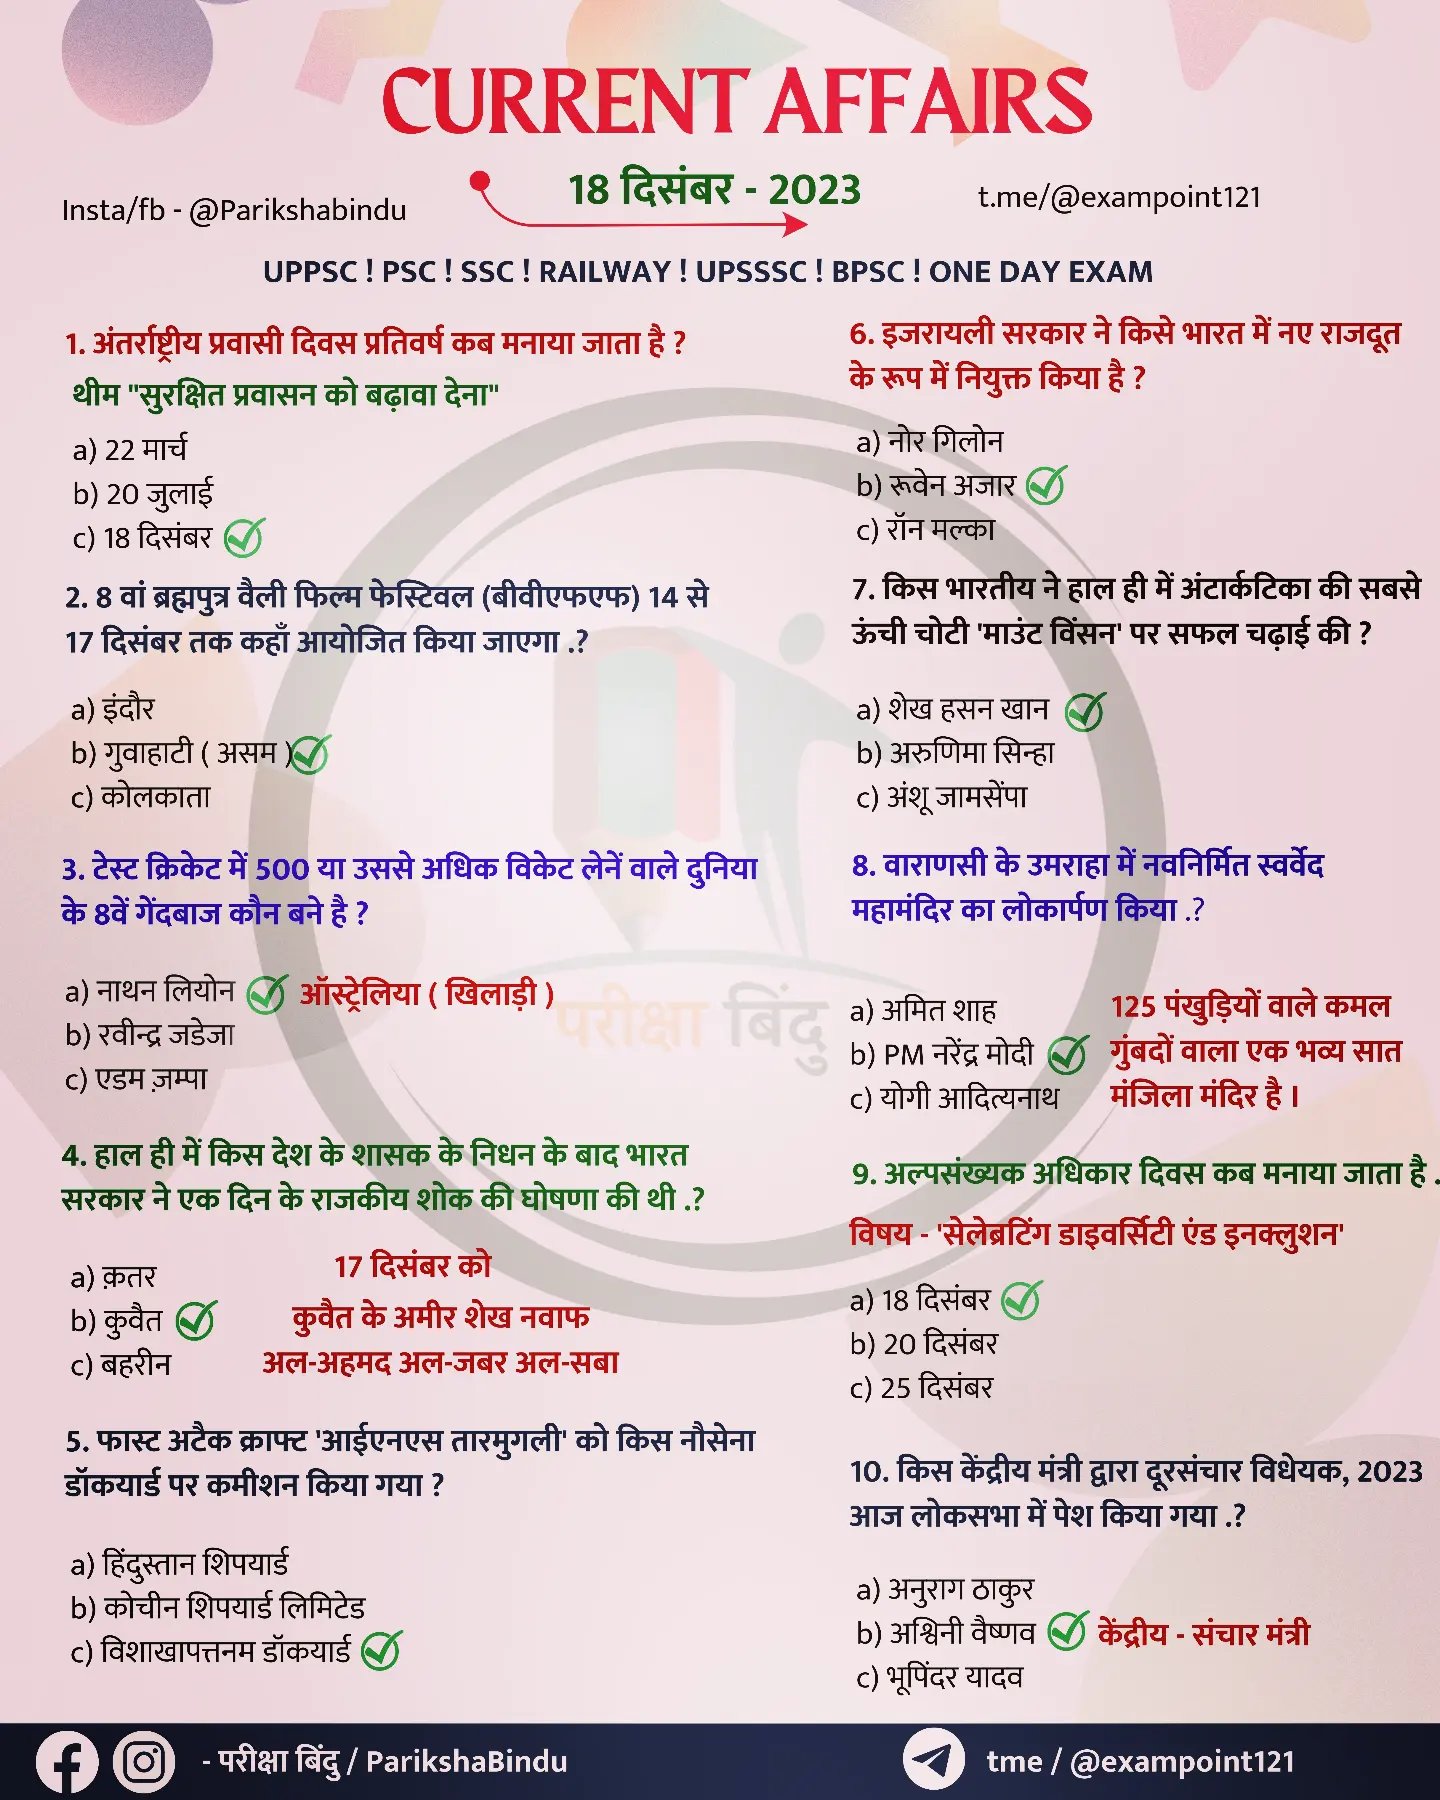 CURRENT AFFAIRS
18 दिसंबर - 2023
Insta/fb - @Parikshabindu
t.me/@exampoint121
UPPSC ! PSC ! SSC ! RAILWAY ! UPSSSC ! BPSC ! ONE DAY EXAM
1. अंतर्राष्ट्रीय प्रवासी दिवस प्रतिवर्ष कब मनाया जाता है ?
थीम "सुरक्षित प्रवासन को बढ़ावा देना"
a) 22 मार्च
b) 20 जुलाई
c) 18 दिसंबर
2. 8 वां ब्रह्मपुत्र वैली फिल्म फेस्टिवल (बीवीएफएफ) 14 से
17 दिसंबर तक कहाँ आयोजित किया जाएगा .?
a) इंदौर
b) गुवाहाटी ( असम )
c) कोलकाता
3. टेस्ट क्रिकेट में 500 या उससे अधिक विकेट लेनें वाले दुनिया
के 8वें गेंदबाज कौन बने है ?
a) नाथन लियोन ऑस्ट्रेलिया ( खिलाड़ी )
b) रवीन्द्र जडेजा
c) एडम ज़म्पा
4. हाल ही में किस देश के शासक के निधन के बाद भारत
सरकार ने एक दिन के राजकीय शोक की घोषणा की थी .?
a) क़तर
b) कुवैत
c) बहरीन
17 दिसंबर को
कुवैत के अमीर शेख नवाफ
अल-अहमद अल-जबर अल-सबा
5. फास्ट अटैक क्राफ्ट 'आईएनएस तारमुगली' को किस नौसेना
डॉकयार्ड पर कमीशन किया गया ?
a) हिंदुस्तान शिपयार्ड
b) कोचीन शिपयार्ड लिमिटेड
c) विशाखापत्तनम डॉकयार्ड
6. इजरायली सरकार ने किसे भारत में नए राजदूत
के रूप में नियुक्त किया है ?
a) नोर गिलोन
b) रूवेन अजार
c) रॉन मल्का
7. किस भारतीय ने हाल ही में अंटार्कटिका की सबसे
ऊंची चोटी 'माउंट विंसन' पर सफल चढ़ाई की ?
a) शेख हसन खान
b) अरुणिमा सिन्हा
c) अंशू जामसेंपा
8. वाराणसी के उमराहा में नवनिर्मित स्वर्वेद
महामंदिर का लोकार्पण किया .?
a) अमित शाह
b) PM नरेंद्र मोदी
c) योगी आदित्यनाथ
125 पंखुड़ियों वाले कमल
गुंबदों वाला एक भव्य सात
मंजिला मंदिर है ।
9. अल्पसंख्यक अधिकार दिवस कब मनाया जाता है .
विषय - 'सेलेब्रटिंग डाइवर्सिटी एंड इनक्लुशन'
a) 18 दिसंबर
b) 20 दिसंबर
c) 25 दिसंबर
10. किस केंद्रीय मंत्री द्वारा दूरसंचार विधेयक, 2023
आज लोकसभा में पेश किया गया .?
a) अनुराग ठाकुर
b) अश्विनी वैष्णव केंद्रीय - संचार मंत्री
c) भूपिंदर यादव
परीक्षा बिंदु
- परीक्षा बिंदु / ParikshaBindu
tme / @exampoint121